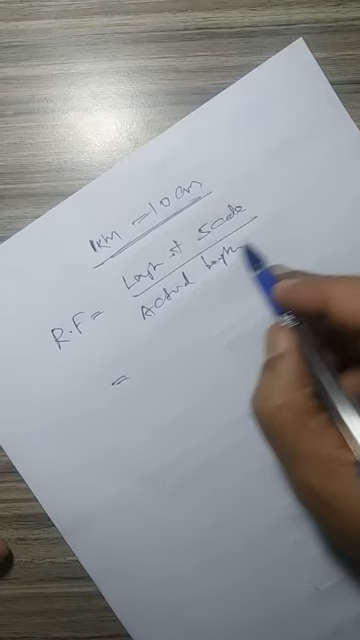 1km = 10 cm
R.F = Length of Scale
Actual Length
=